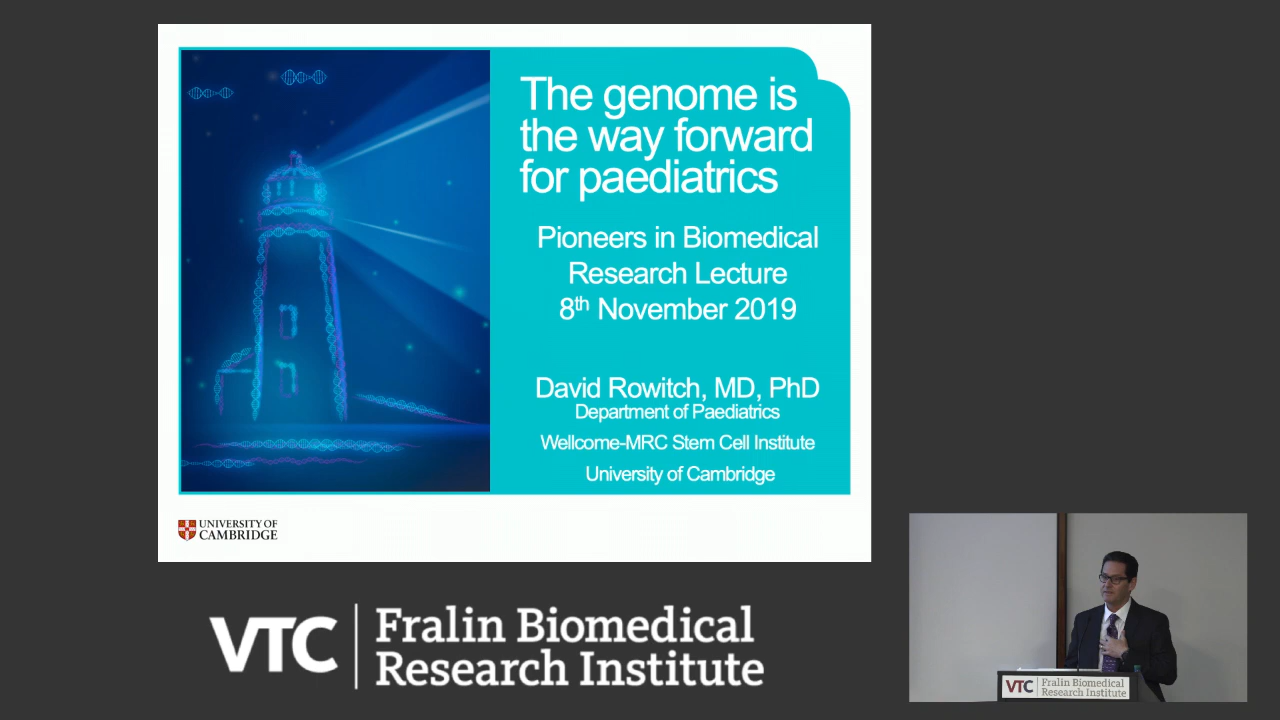 The genome is
the way forward
for paediatrics
Pioneers in Biomedical
Research Lecture
8th November 2019
David Rowitch, MD, PhD
Department of Paediatrics
Wellcome-MRC Stem Cell Institute
University of Cambridge
UNIVERSITY OF
CAMBRIDGE
VTC
Fralin Biomedical
Research Institute
VTC
Fralin Biomedical
Research Institute